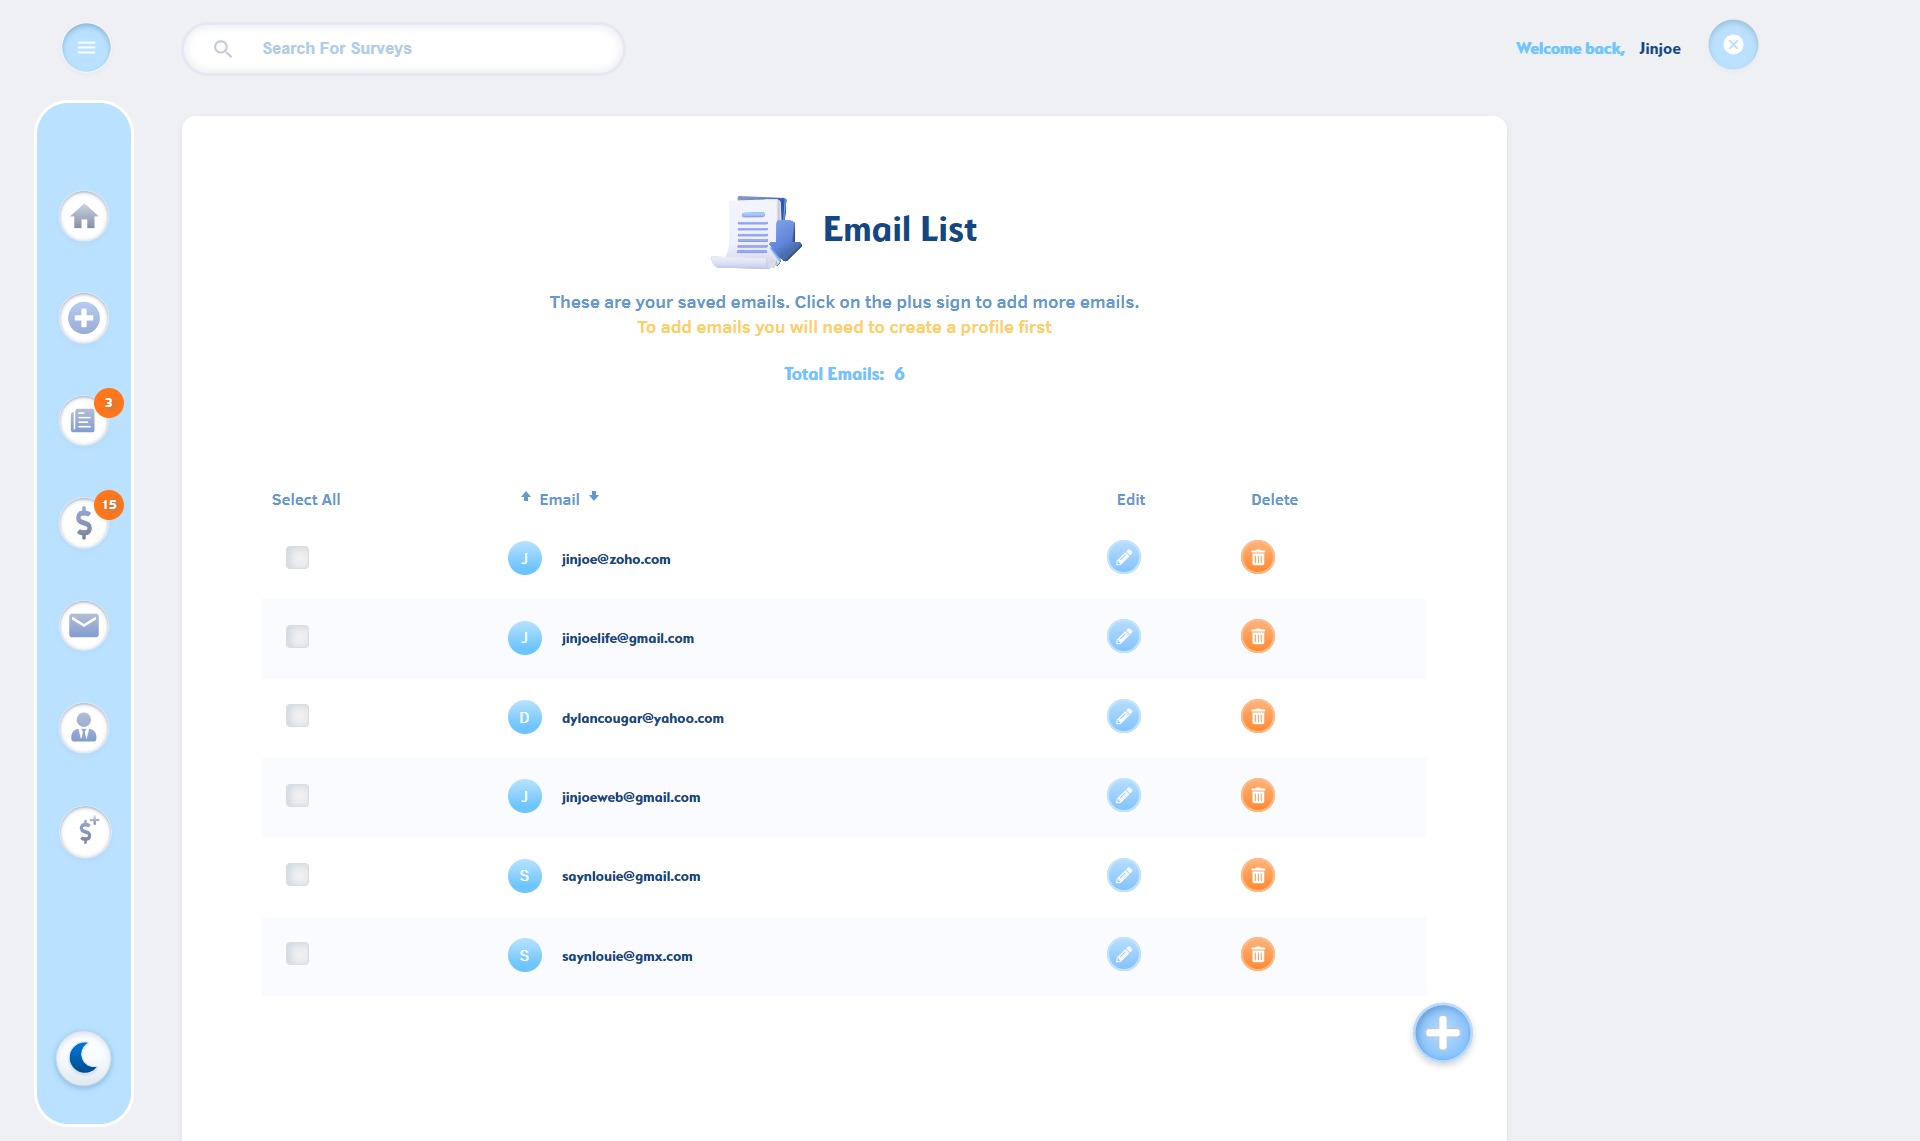 Search For Surveys
Welcome back, Jinjoe
Email List
These are your saved emails. Click on the plus sign to add more emails.
To add emails you will need to create a profile first
Total Emails: 6
3
15
Select All Email Edit Delete
J jinjoe@zoho.com
J jinjoelife@gmail.com
D dylancougar@yahoo.com
J jinjoeweb@gmail.com
S saynlouie@gmail.com
S saynlouie@gmx.com